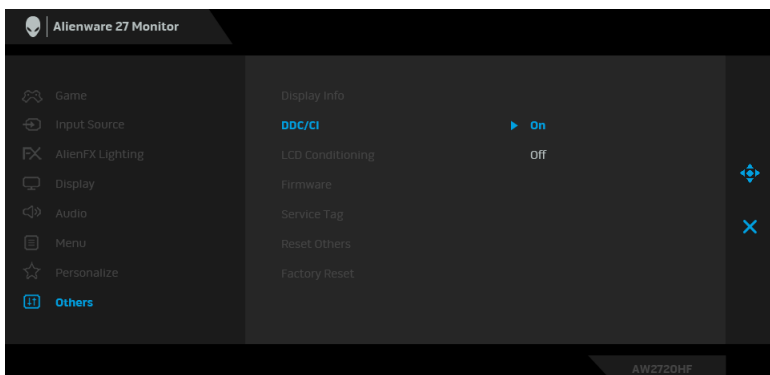 Alienware 27 Monitor
Game
Input Source
AlienFX Lighting
Display
Audio
Menu
Personalize
Others
Display Info
DDC/CI On
LCD Conditioning Off
Firmware
Service Tag
Reset Others
Factory Reset
AW2720HF